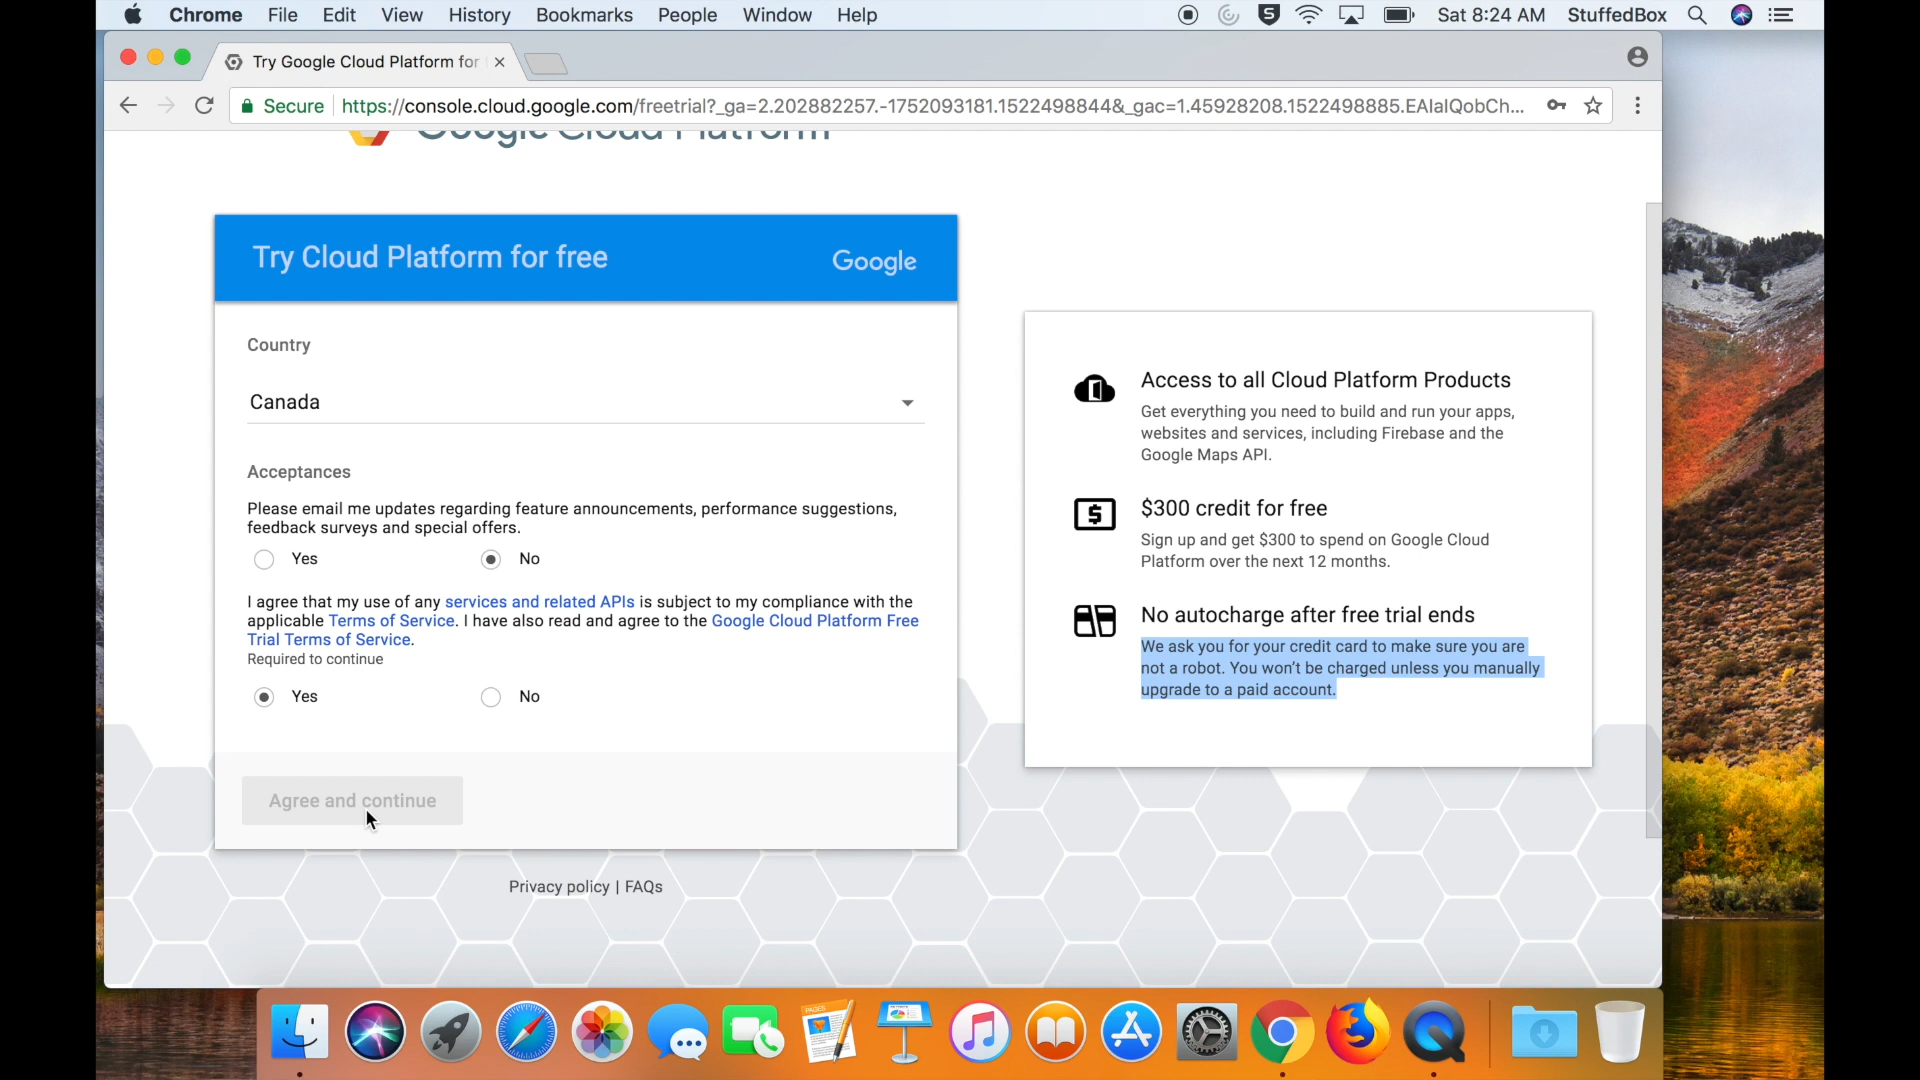 Chrome File Edit View History Bookmarks People Window Help
Sat 8:24 AM StuffedBox
Try Google Cloud Platform for
Secure https://console.cloud.google.com/freetrial?_ga=2.202882257.-1752093181.1522498844&_gac=1.45928208.1522498885.EAIaIQobCh...
Google Cloud Platform
Try Cloud Platform for free
Google
Country
Canada
Acceptances
Please email me updates regarding feature announcements, performance suggestions,
feedback surveys and special offers.
Yes No
I agree that my use of any services and related APIs is subject to my compliance with the
applicable Terms of Service. I have also read and agree to the Google Cloud Platform Free
Trial Terms of Service.
Required to continue
Yes No
Agree and continue
Privacy policy | FAQs
Access to all Cloud Platform Products
Get everything you need to build and run your apps,
websites and services, including Firebase and the
Google Maps API.
$300 credit for free
Sign up and get $300 to spend on Google Cloud
Platform over the next 12 months.
No autocharge after free trial ends
We ask you for your credit card to make sure you are
not a robot. You won't be charged unless you manually
upgrade to a paid account.
PAGES